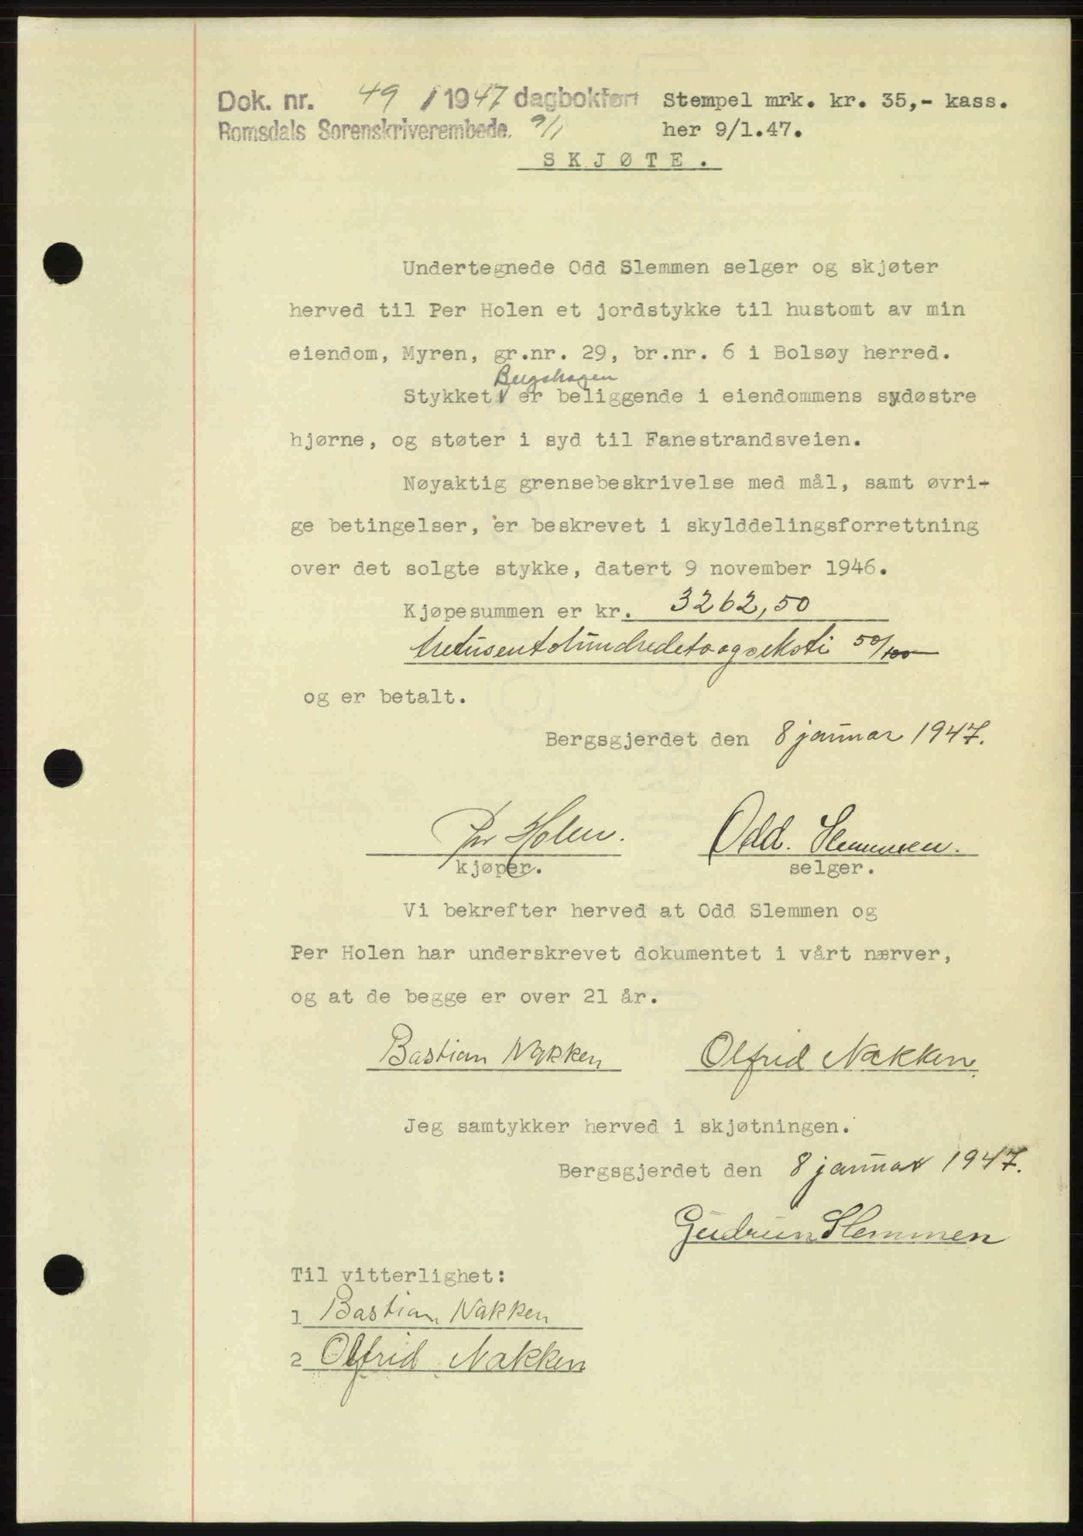 Dok. nr. 49 / 1947 dagbokført Stempel mrk. kr. 35,- kass.
Romsdals Sorenskriverembede. 9/1 her 9/1.47.
SKJØTE.
Undertegnede Odd Slemmen selger og skjøter
herved til Per Holen et jordstykke til hustomt av min
eiendom, Myren, gr.nr. 29, br.nr. 6 i Bolsøy herred.
Bergshagen
Stykket er beliggende i eiendommens sydøstre
hjørne, og støter i syd til Fanestrandsveien.
Nøyaktig grensebeskrivelse med mål, samt øvri-
ge betingelser, er beskrevet i skylddelingsforrettning
over det solgte stykke, datert 9 november 1946.
Kjøpesummen er kr. 3262,50
tretusentohundredetoogseksti 50/100
og er betalt.
Bergsgjerdet den 8 januar 1947.
Per Holen. Odd. Slemmen.
kjøper. selger.
Vi bekrefter herved at Odd Slemmen og
Per Holen har underskrevet dokumentet i vårt nærver,
og at de begge er over 21 år.
Bastian Nakken Olfrid Nakken
Jeg samtykker herved i skjøtningen.
Bergsgjerdet den 8 januar 1947.
Gudrun Slemmen
Til vitterlighet:
1 Bastian Nakken
2 Olfrid Nakken